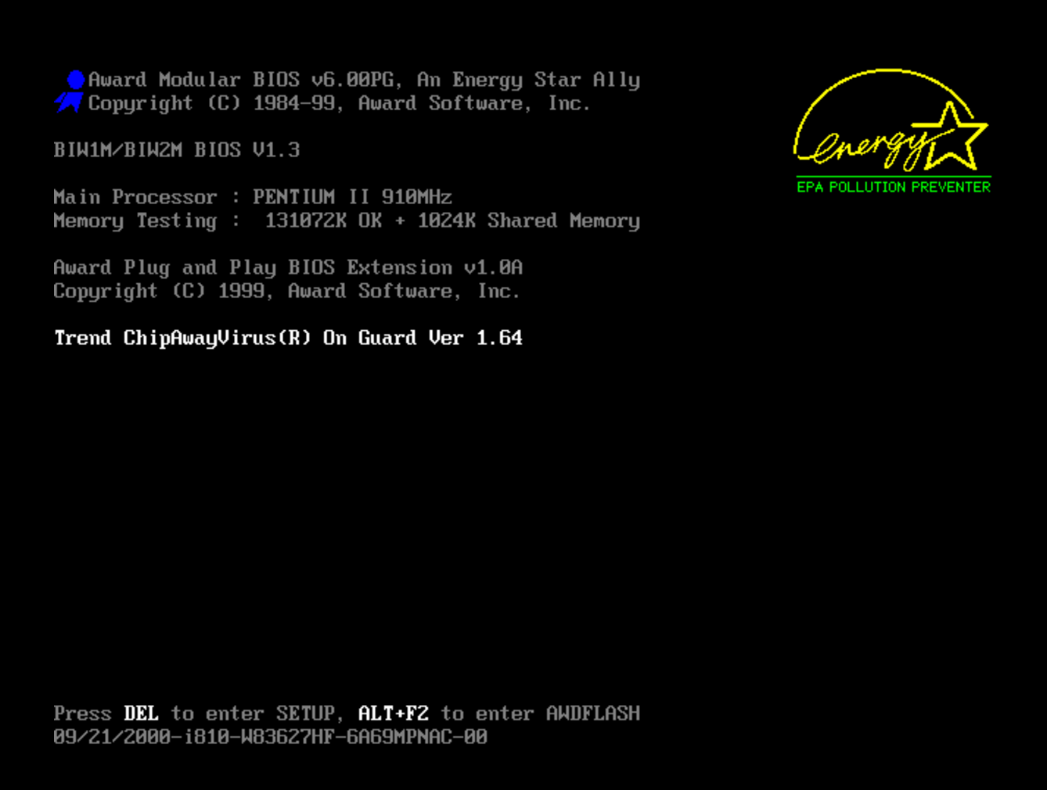 Award Modular BIOS v6.00PG, An Energy Star Ally
Copyright (C) 1984-99, Award Software, Inc.
energy
EPA POLLUTION PREVENTER
BIW1M/BIW2M BIOS V1.3
Main Processor : PENTIUM II 910MHz
Memory Testing :  131072K OK + 1024K Shared Memory
Award Plug and Play BIOS Extension v1.0A
Copyright (C) 1999, Award Software, Inc.
Trend ChipAwayVirus(R) On Guard Ver 1.64
Press DEL to enter SETUP, ALT+F2 to enter AWDFLASH
09/21/2000-i810-W83627HF-6A69MPNAC-00